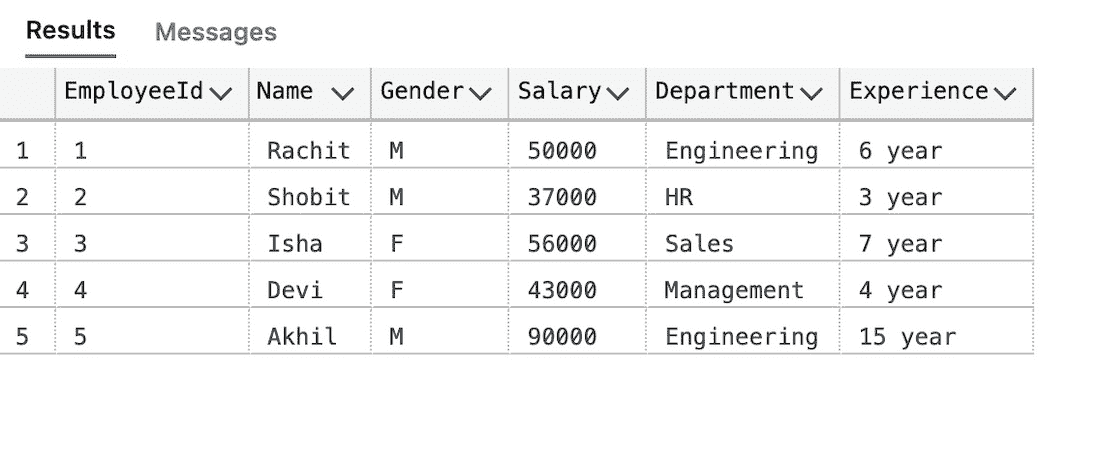 Results Messages
EmployeeId Name Gender Salary Department Experience
1 1 Rachit M 50000 Engineering 6 year
2 2 Shobit M 37000 HR 3 year
3 3 Isha F 56000 Sales 7 year
4 4 Devi F 43000 Management 4 year
5 5 Akhil M 90000 Engineering 15 year